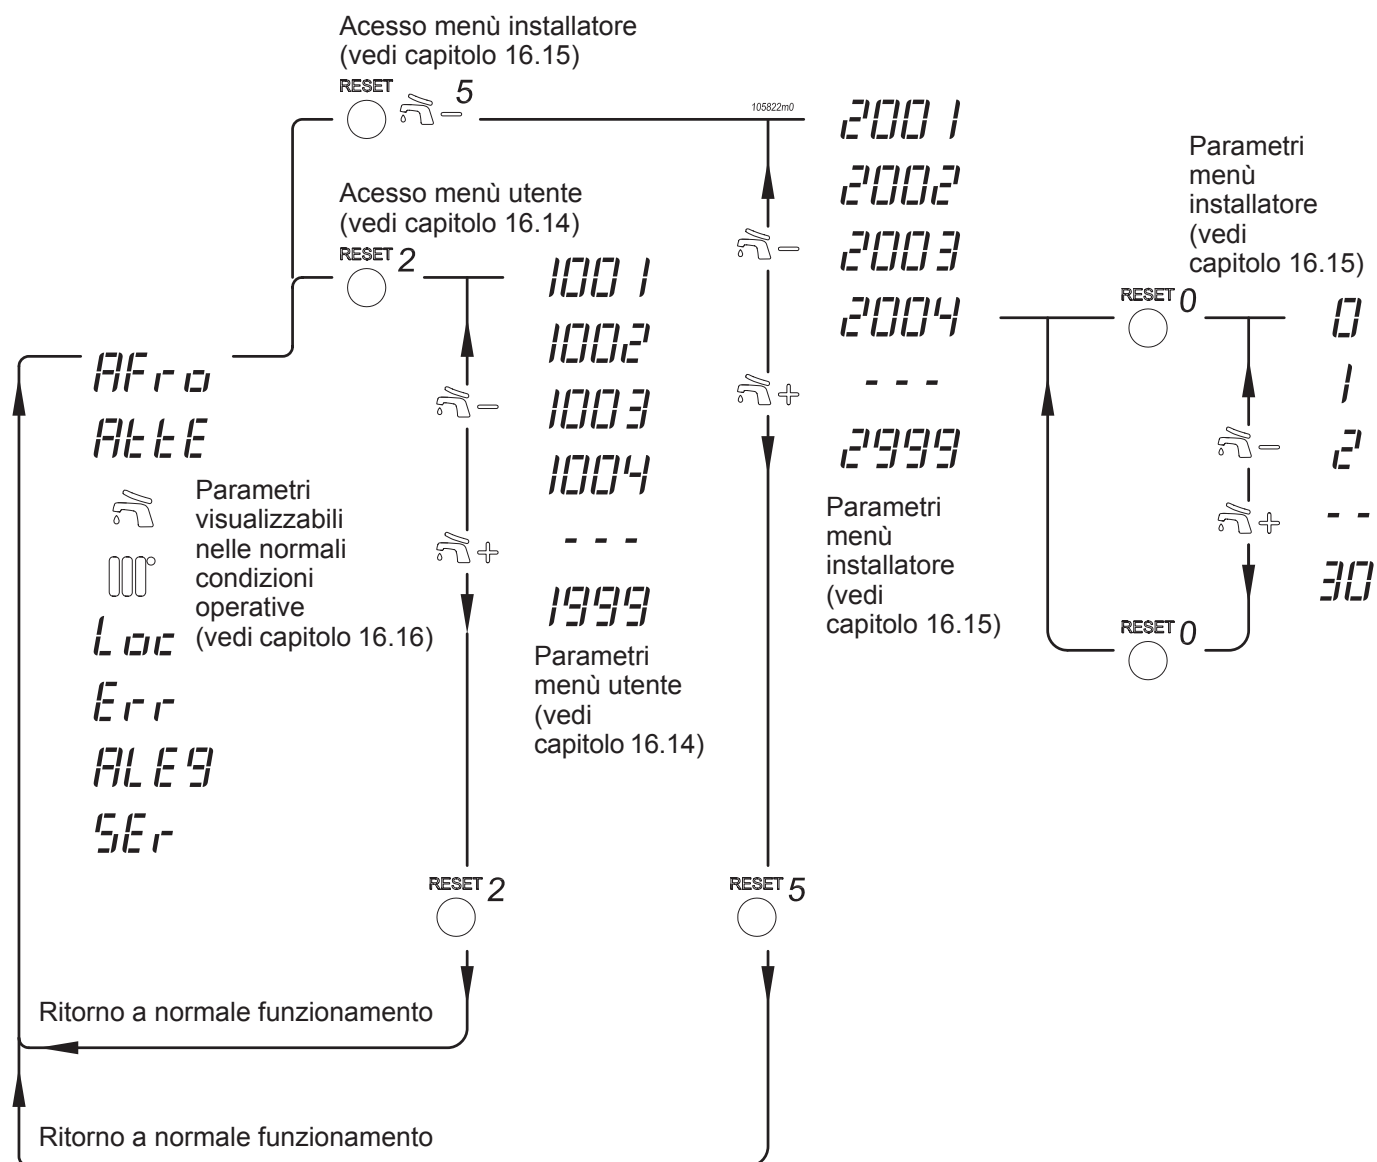 Acesso menù installatore
(vedi capitolo 16.15)
RESET 5
105822m0
Acesso menù utente
(vedi capitolo 16.14)
RESET 2
AFro
AttE
Parametri
visualizzabili
nelle normali
condizioni
operative
(vedi capitolo 16.16)
Loc
Err
ALE9
SEr
1001
1002
1003
1004
- - -
1999
Parametri
menù utente
(vedi
capitolo 16.14)
2001
2002
2003
2004
- - -
2999
Parametri
menù
installatore
(vedi
capitolo 16.15)
Parametri
menù
installatore
(vedi
capitolo 16.15)
RESET 0
0
1
2
- -
30
RESET 0
RESET 2
RESET 5
Ritorno a normale funzionamento
Ritorno a normale funzionamento